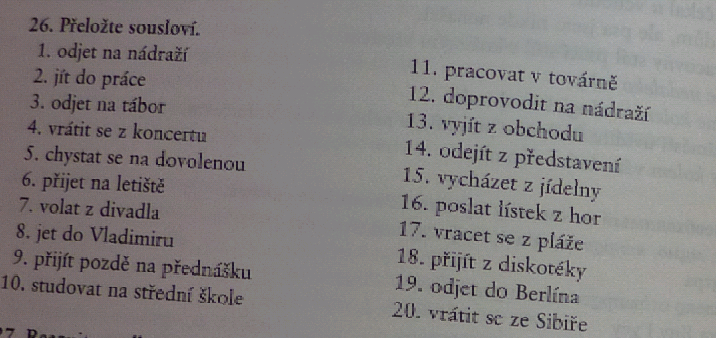 26. Přeložte sousloví.
1. odjet na nádraží
2. jít do práce
3. odjet na tábor
4. vrátit se z koncertu
5. chystat se na dovolenou
6. přijet na letiště
7. volat z divadla
8. jet do Vladimiru
9. přijít pozdě na přednášku
10. studovat na střední škole
11. pracovat v továrně
12. doprovodit na nádraží
13. vyjít z obchodu
14. odejít z představení
15. vycházet z jídelny
16. poslat lístek z hor
17. vracet se z pláže
18. přijít z diskotéky
19. odjet do Berlína
20. vrátit se ze Sibiře